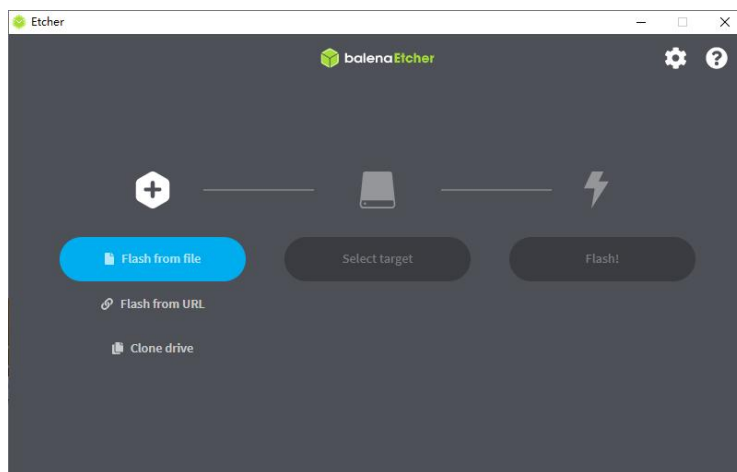 Etcher
balenaEtcher
Flash from file
Select target
Flash!
Flash from URL
Clone drive